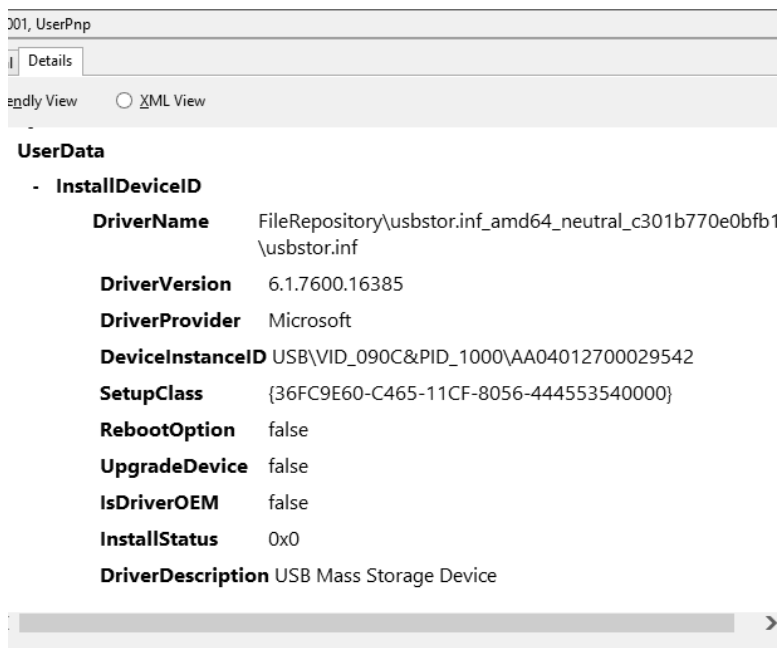 001, UserPnp
Details
endly View XML View
UserData
- InstallDeviceID
DriverName FileRepository\usbstor.inf_amd64_neutral_c301b770e0bfb1
\usbstor.inf
DriverVersion 6.1.7600.16385
DriverProvider Microsoft
DeviceInstanceID USB\VID_090C&PID_1000\AA04012700029542
SetupClass {36FC9E60-C465-11CF-8056-444553540000}
RebootOption false
UpgradeDevice false
IsDriverOEM false
InstallStatus 0x0
DriverDescription USB Mass Storage Device